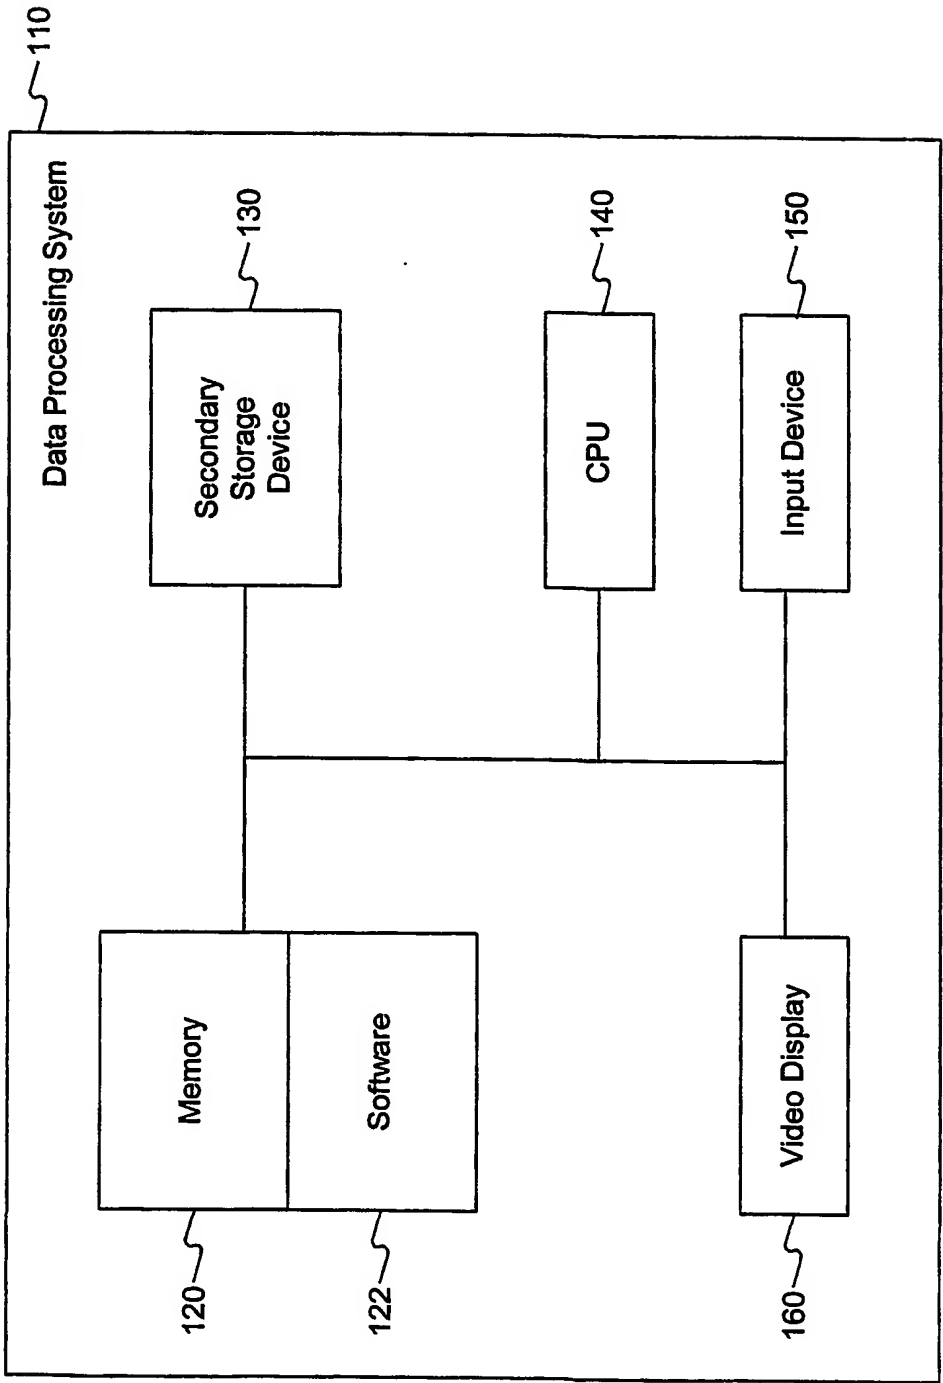 110
Data Processing System
120
Memory
Secondary
Storage
Device
130
122
Software
CPU
140
160
Video Display
Input Device
150